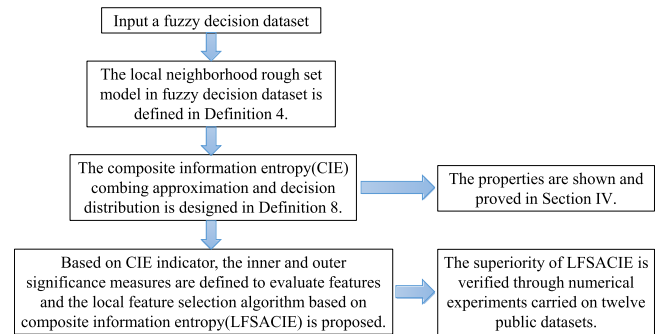 Input a fuzzy decision dataset
The local neighborhood rough set
model in fuzzy decision dataset is
defined in Definition 4.
The composite information entropy(CIE)
combing approximation and decision
distribution is designed in Definition 8.
The properties are shown and
proved in Section IV.
Based on CIE indicator, the inner and outer
significance measures are defined to evaluate features
and the local feature selection algorithm based on
composite information entropy(LFSACIE) is proposed.
The superiority of LFSACIE is
verified through numerical
experiments carried on twelve
public datasets.